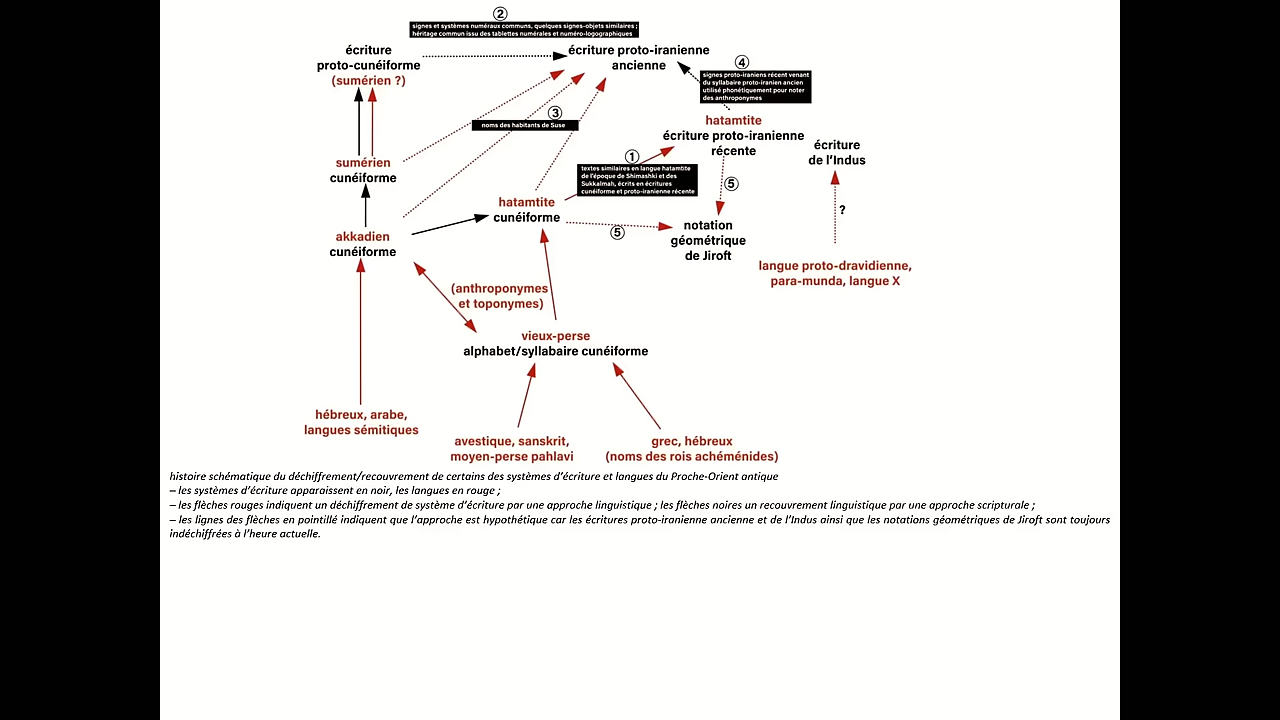 ②
signes et systèmes numéraux communs, quelques signes-objets similaires ;
héritage commun issu des tablettes numérales et numéro-logographiques
écriture
proto-cunéiforme
(sumérien ?)
écriture proto-iranienne
ancienne
④
signes proto-iraniens récent venant
du syllabaire proto-iranien ancien
utilisé phonétiquement pour noter
des anthroponymes
③
noms des habitants de Suse
hatamtite
écriture proto-iranienne
récente
écriture
de l’Indus
sumérien
cunéiforme
①
textes similaires en langue hatamtite
de l’époque de Shimashki et des
Sukkalmah, écrits en écritures
cunéiforme et proto-iranienne récente
⑤
hatamtite
cunéiforme
?
akkadien
cunéiforme
⑤
notation
géométrique
de Jiroft
langue proto-dravidienne,
para-munda, langue X
(anthroponymes
et toponymes)
vieux-perse
alphabet/syllabaire cunéiforme
hébreux, arabe,
langues sémitiques
avestique, sanskrit,
moyen-perse pahlavi
grec, hébreux
(noms des rois achéménides)
histoire schématique du déchiffrement/recouvrement de certains des systèmes d’écriture et langues du Proche-Orient antique
– les systèmes d’écriture apparaissent en noir, les langues en rouge ;
– les flèches rouges indiquent un déchiffrement de système d’écriture par une approche linguistique ; les flèches noires un recouvrement linguistique par une approche scripturale ;
– les lignes des flèches en pointillé indiquent que l’approche est hypothétique car les écritures proto-iranienne ancienne et de l’Indus ainsi que les notations géométriques de Jiroft sont toujours
indéchiffrées à l’heure actuelle.